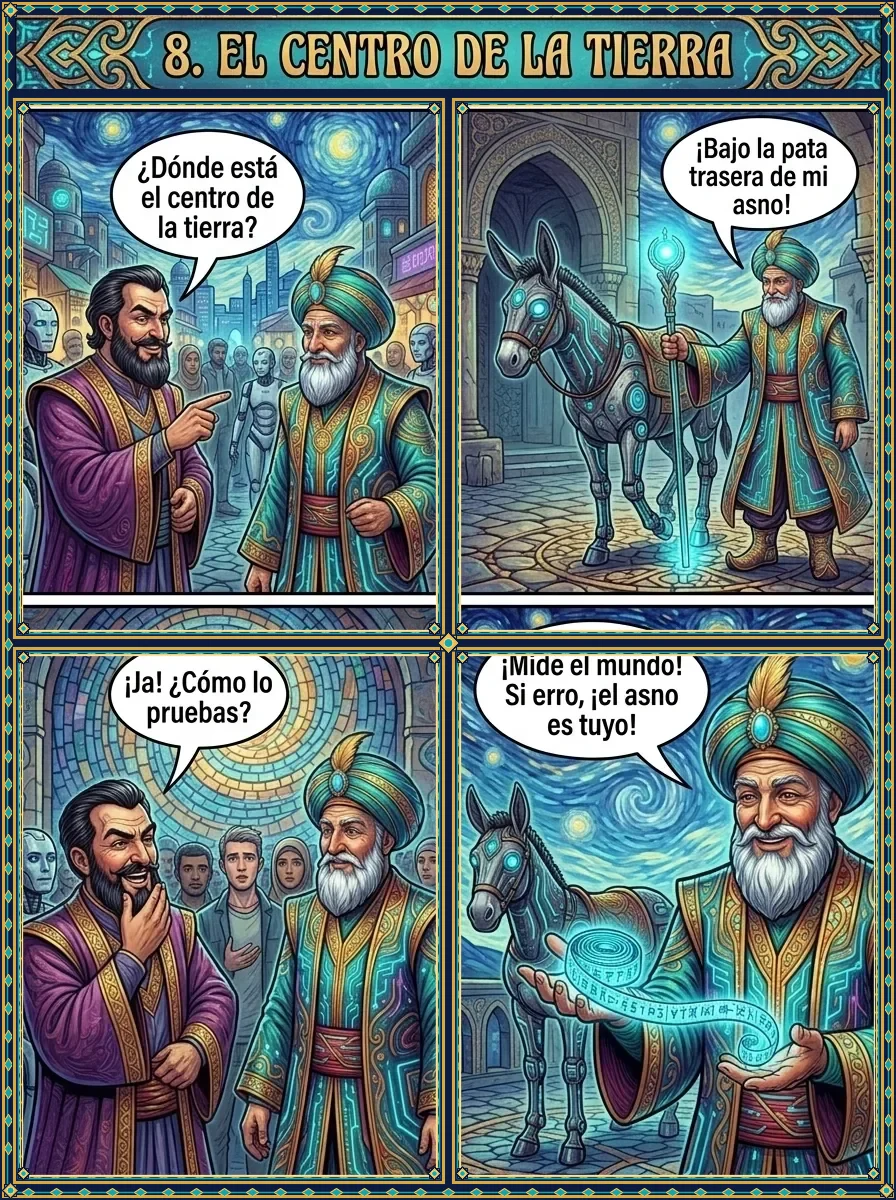 8. EL CENTRO DE LA TIERRA
¿Dónde está
el centro de
la tierra?
¡Bajo la pata
trasera de mi
asno!
¡Ja! ¿Cómo lo
pruebas?
¡Mide el mundo!
Si erro, ¡el asno
es tuyo!